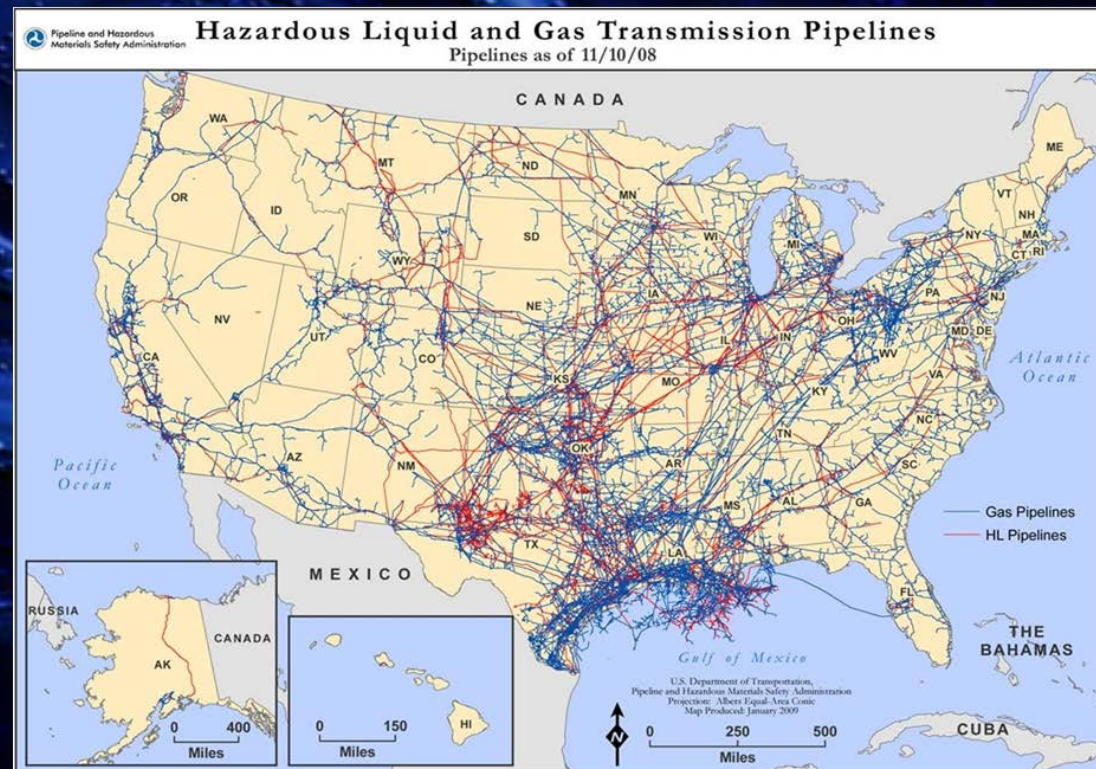 Pipeline and Hazardous
Materials Safety Administration
Hazardous Liquid and Gas Transmission Pipelines
Pipelines as of 11/10/08
CANADA
WA
MT
ND
ME
OR
ID
MN
VT
NH
SD
WI
MI
NY
MA
CT
RI
WY
IA
PA
NE
NJ
NV
OH
UT
IL
IN
MD
DE
CO
WV
CA
KS
MO
KY
VA
Atlantic
Ocean
NC
TN
OK
AZ
NM
AR
SC
Pacific
Ocean
MS
AL
GA
Gas Pipelines
HL Pipelines
TX
LA
MEXICO
FL
RUSSIA
CANADA
AK
0 400
Miles
HI
0 150
Miles
THE
BAHAMAS
Gulf of Mexico
U.S. Department of Transportation,
Pipeline and Hazardous Materials Safety Administration
Projection: Albers Equal-Area Conic
Map Produced: January 2009
N
0 250 500
Miles
CUBA